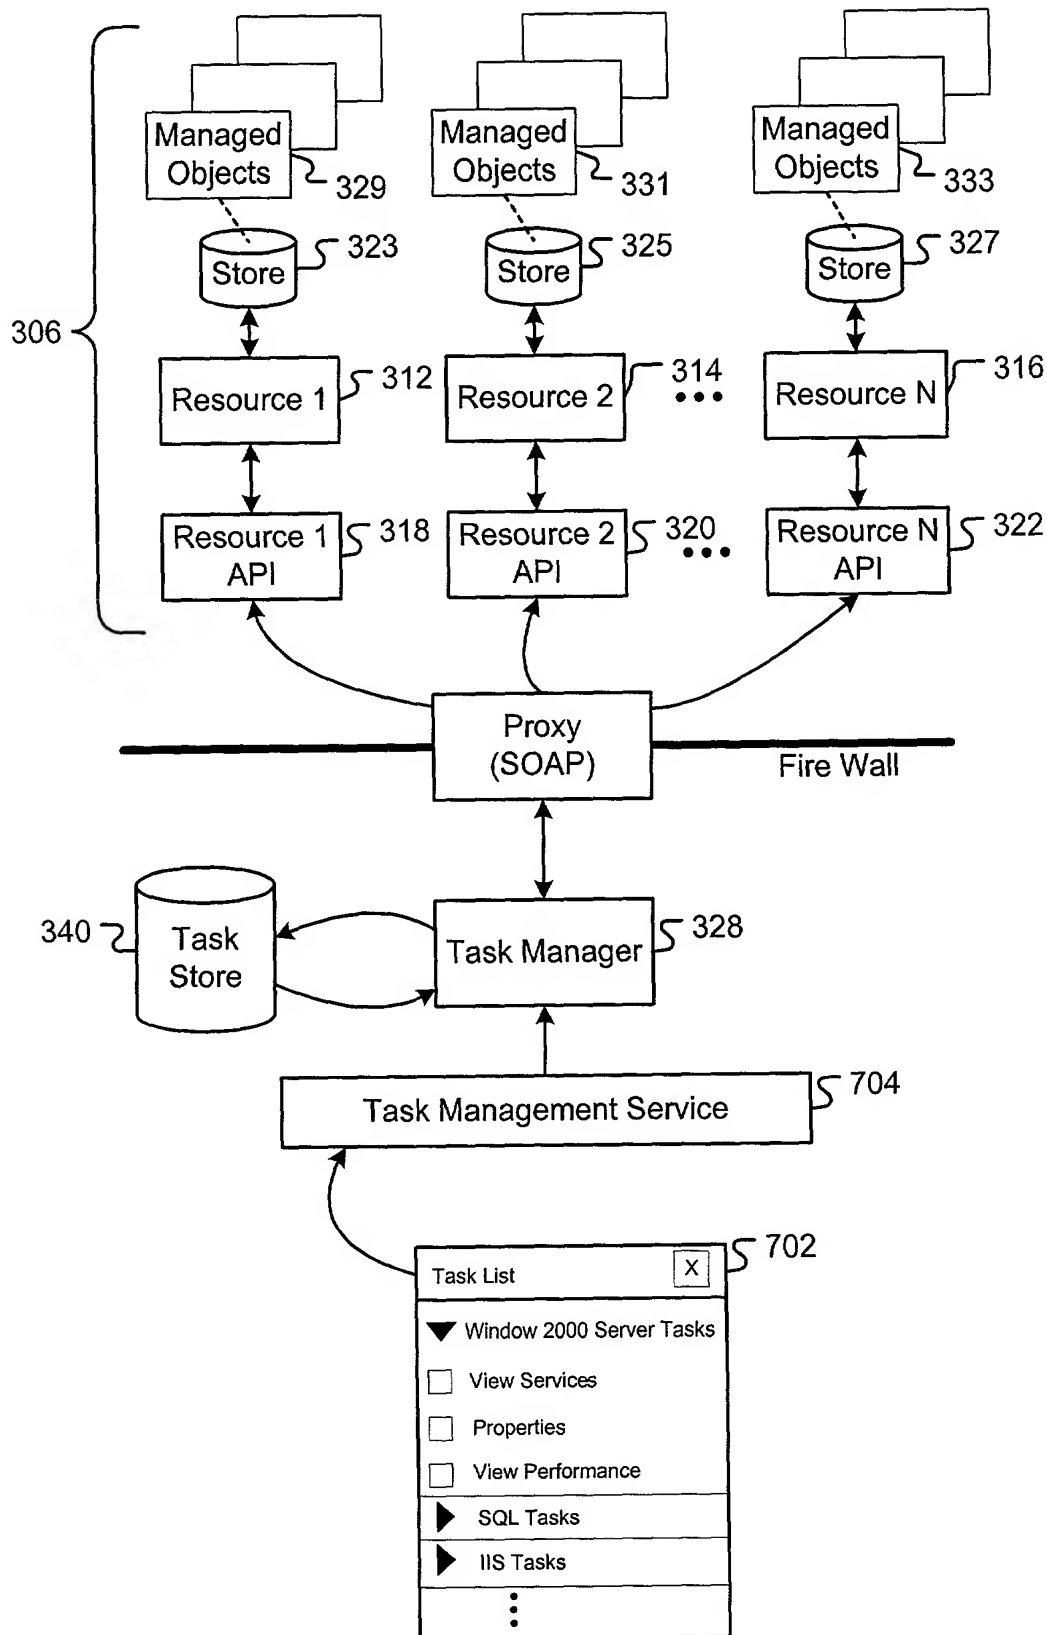 Managed
Objects
329
Managed
Objects
331
Managed
Objects
333
Store
323
Store
325
Store
327
306
Resource 1
312
Resource 2
314
Resource N
316
Resource 1
API
318
Resource 2
API
320
Resource N
API
322
Proxy
(SOAP)
Fire Wall
340
Task
Store
Task Manager
328
Task Management Service
704
Task List
X
702
Window 2000 Server Tasks
View Services
Properties
View Performance
SQL Tasks
IIS Tasks